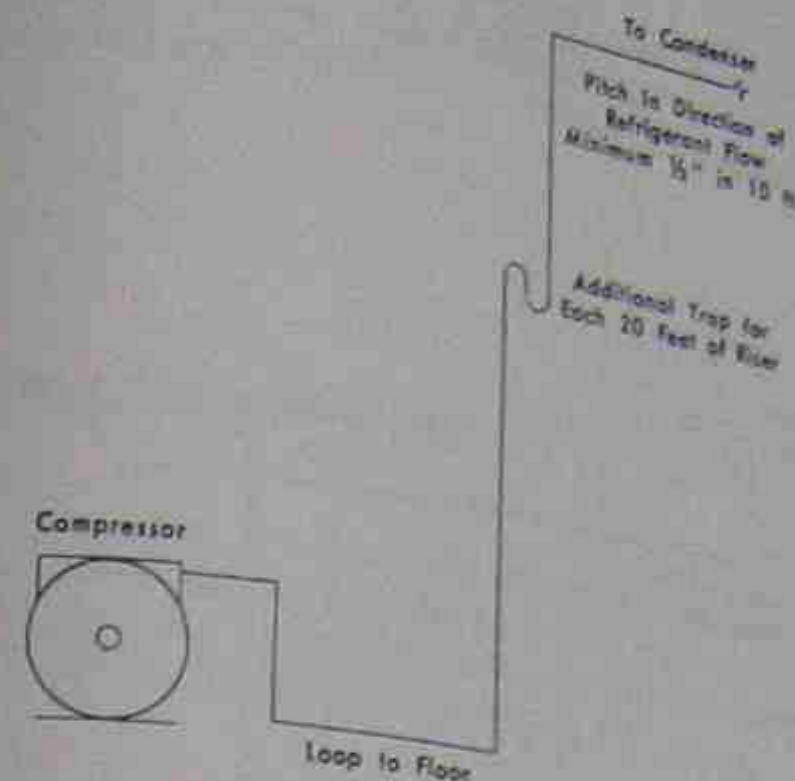 To Condenser
Pitch In Direction of
Refrigerant Flow
Minimum ½" in 10
Additional Trap for
Each 20 Feet of Riser
Compressor
Loop to Floor